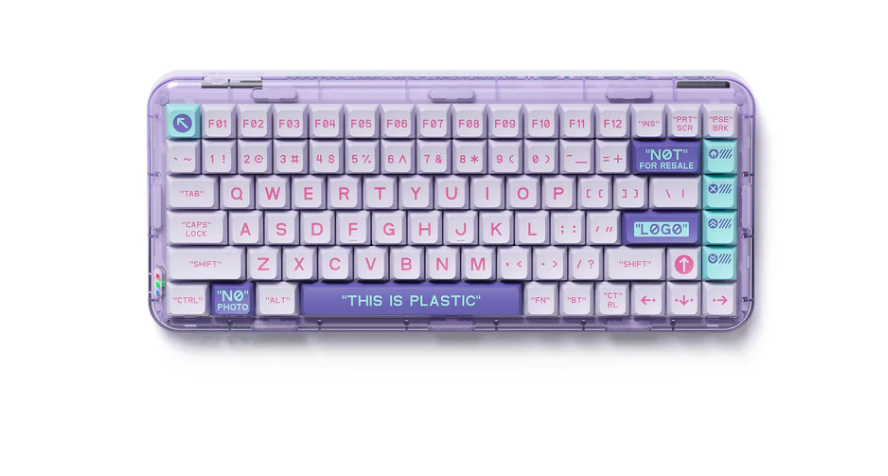 F01 F02 F03 F04 F05 F06 F07 F08 F09 F10 F11 F12 "INS" "PRT" SCR "PSE" BRK
` ~ 1 ! 2 @ 3 # 4 $ 5 % 6 ^ 7 & 8 * 9 ( 0 ) - _ = + "NØT" FOR RESALE
"TAB" Q W E R T Y U I O P [ { ] } \ |
"CAPS" LOCK A S D F G H J K L ; : ' " "LØGØ"
"SHIFT" Z X C V B N M , < . > / ? "SHIFT"
"CTRL" "NØ" PHOTO "ALT" "THIS IS PLASTIC" "FN" "BT" "CT" RL